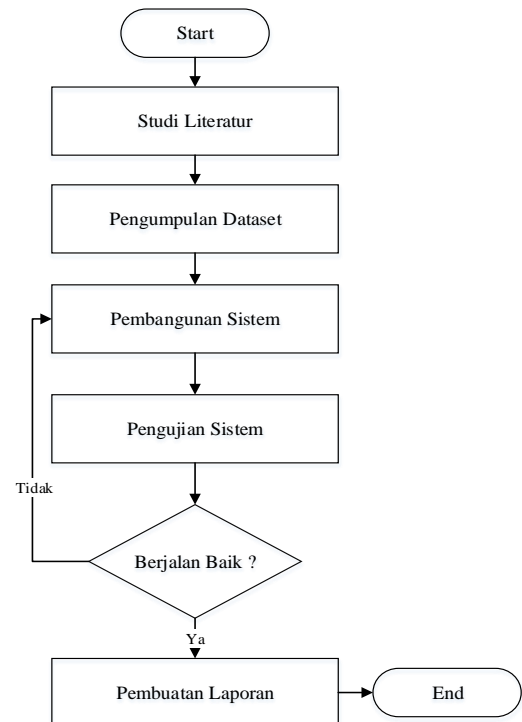 Start
Studi Literatur
Pengumpulan Dataset
Pembangunan Sistem
Pengujian Sistem
Tidak
Berjalan Baik ?
Ya
Pembuatan Laporan
End